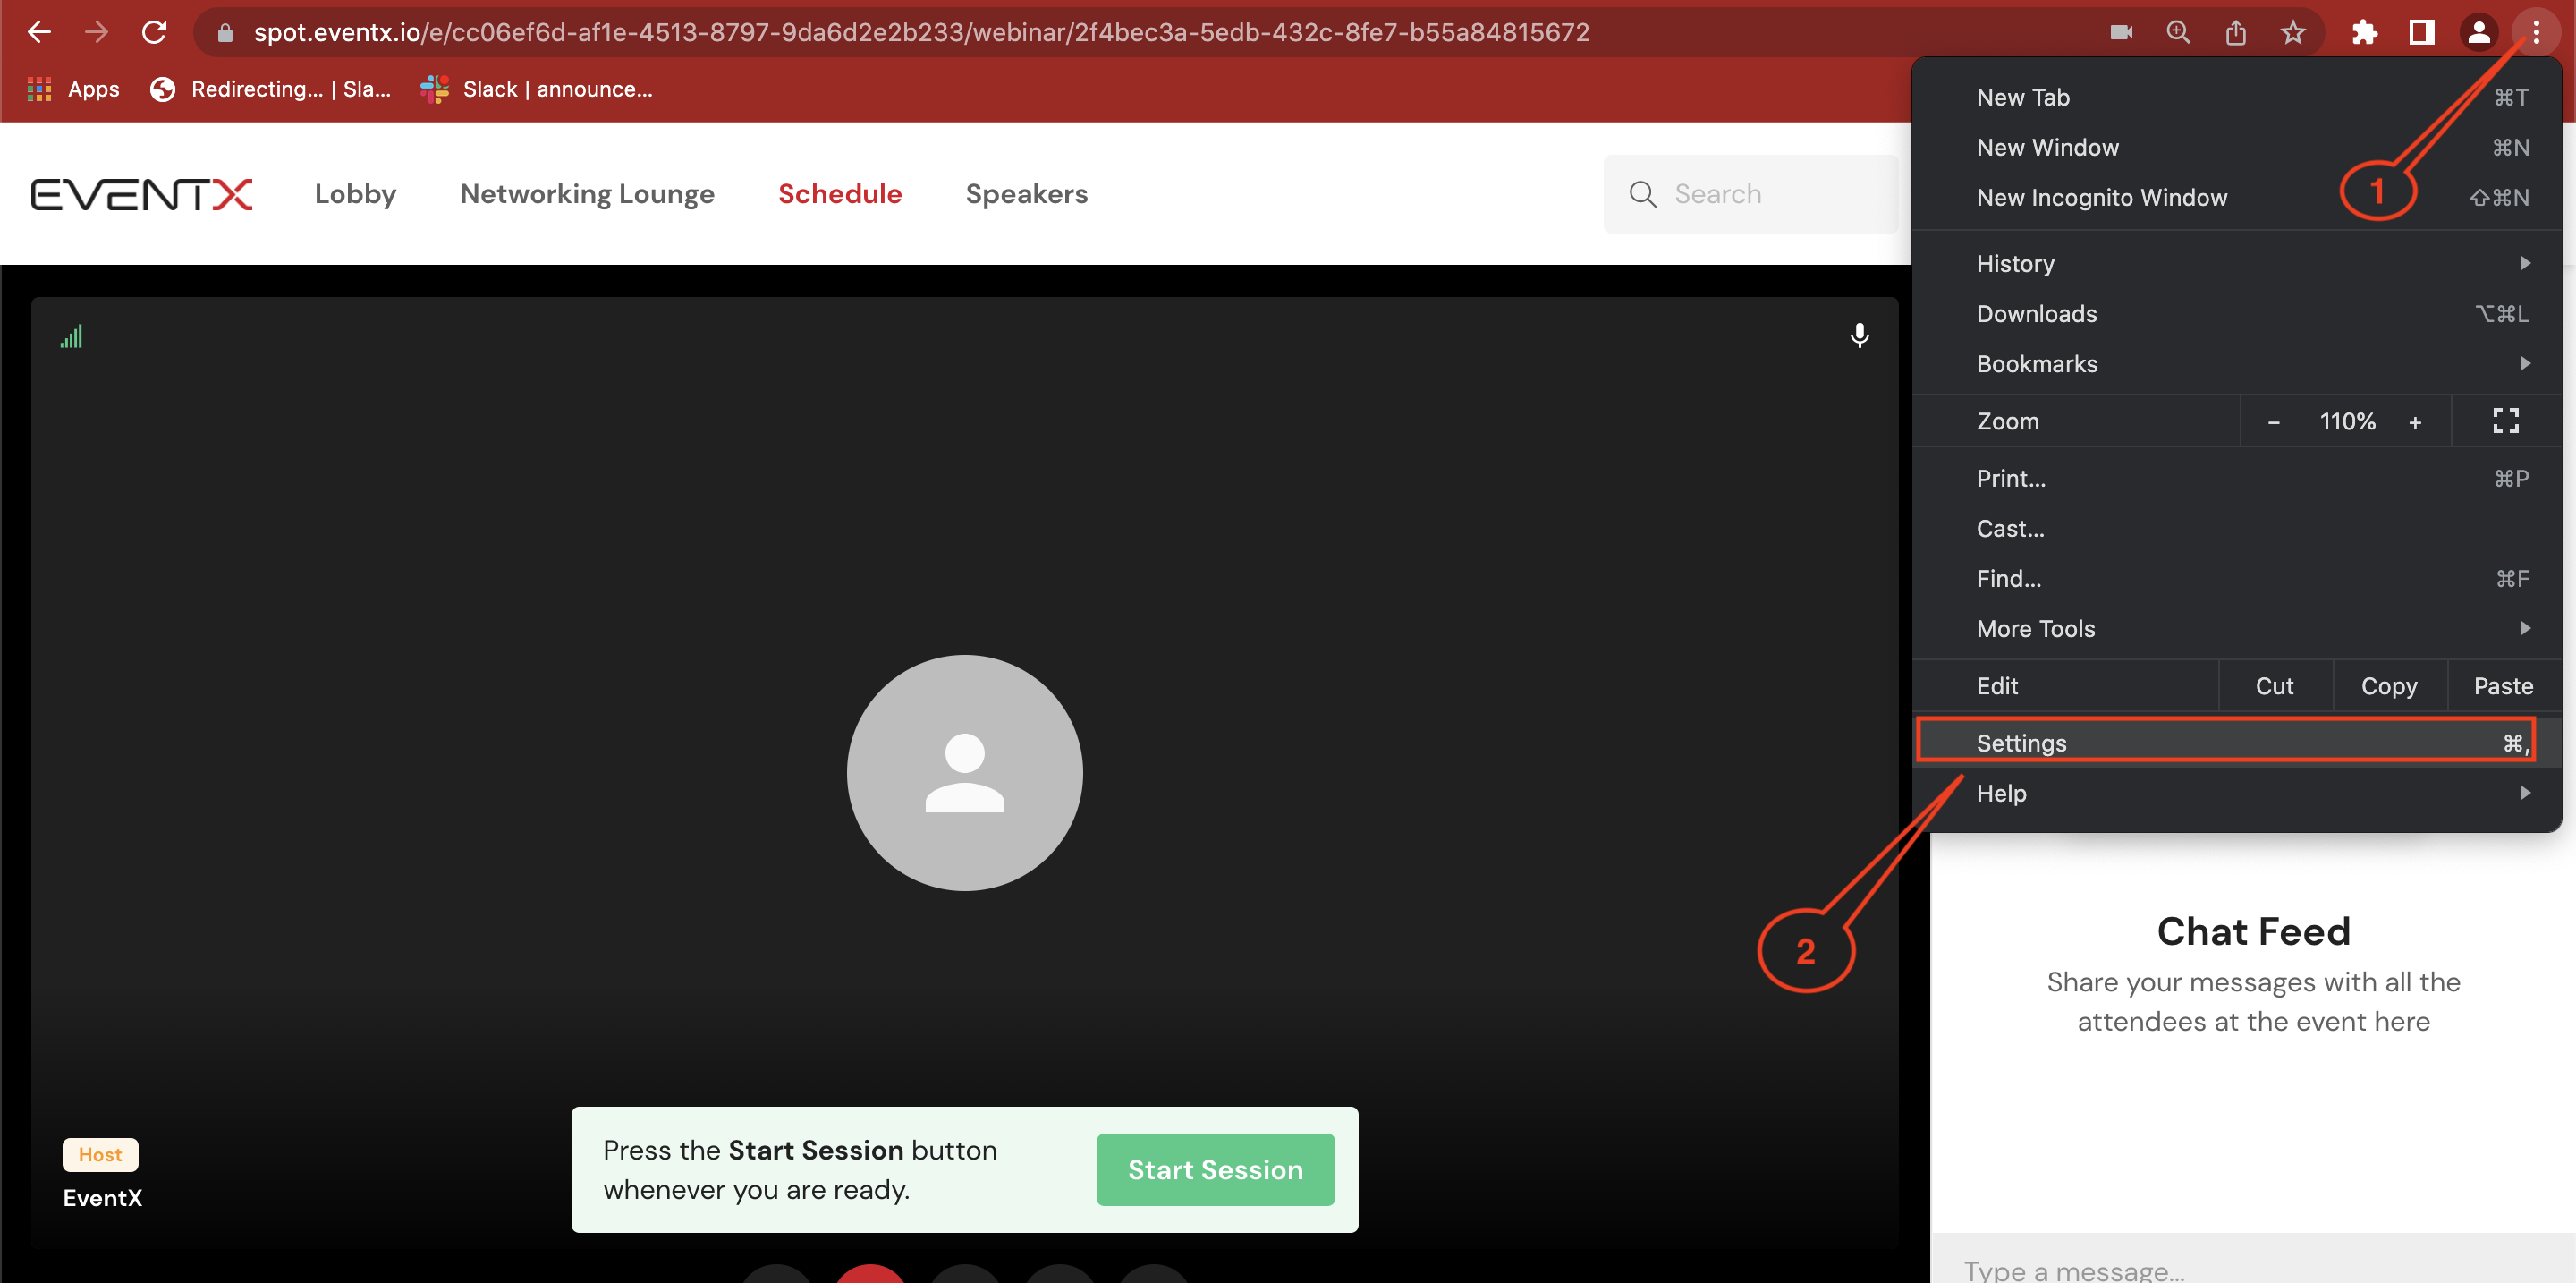 spot.eventx.io/e/cc06ef6d-af1e-4513-8797-9da6d2e2b233/webinar/2f4bec3a-5edb-432c-8fe7-b55a84815672
Apps Redirecting... | Sla... Slack | announce...
EVENTX Lobby Networking Lounge Schedule Speakers Search
New Tab ⌘T
New Window ⌘N
1
New Incognito Window ⇧⌘N
History
Downloads ⌥⌘L
Bookmarks
Zoom - 110% +
Print... ⌘P
Cast...
Find... ⌘F
More Tools
Edit Cut Copy Paste
Settings ⌘,
Help
2
Chat Feed
Share your messages with all the
attendees at the event here
Host
EventX
Press the Start Session button
whenever you are ready.
Start Session
Type a message...